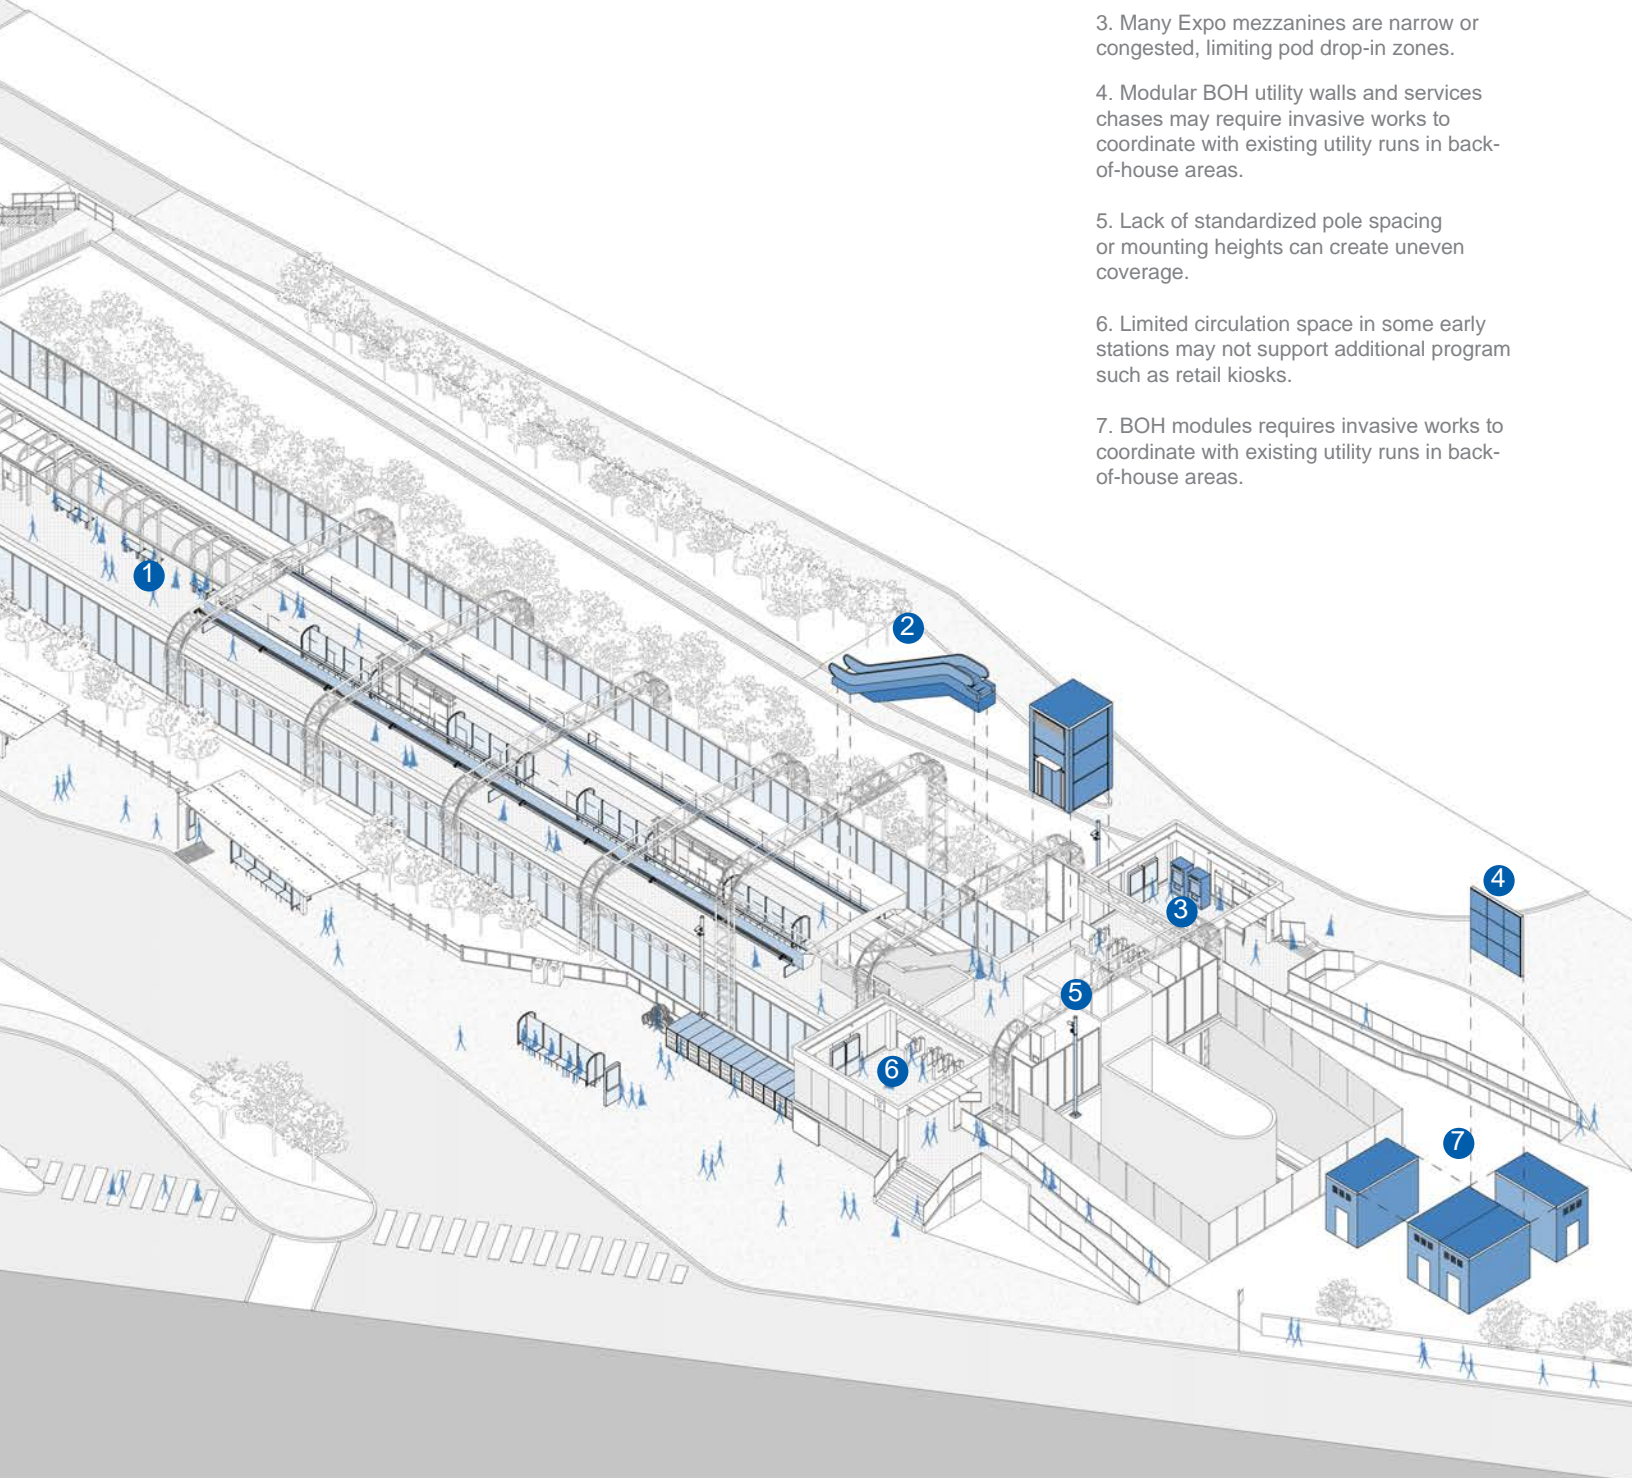 3. Many Expo mezzanines are narrow or
congested, limiting pod drop-in zones.
4. Modular BOH utility walls and services
chases may require invasive works to
coordinate with existing utility runs in back-
of-house areas.
5. Lack of standardized pole spacing
or mounting heights can create uneven
coverage.
6. Limited circulation space in some early
stations may not support additional program
such as retail kiosks.
7. BOH modules requires invasive works to
coordinate with existing utility runs in back-
of-house areas.
1
2
4
3
5
6
7